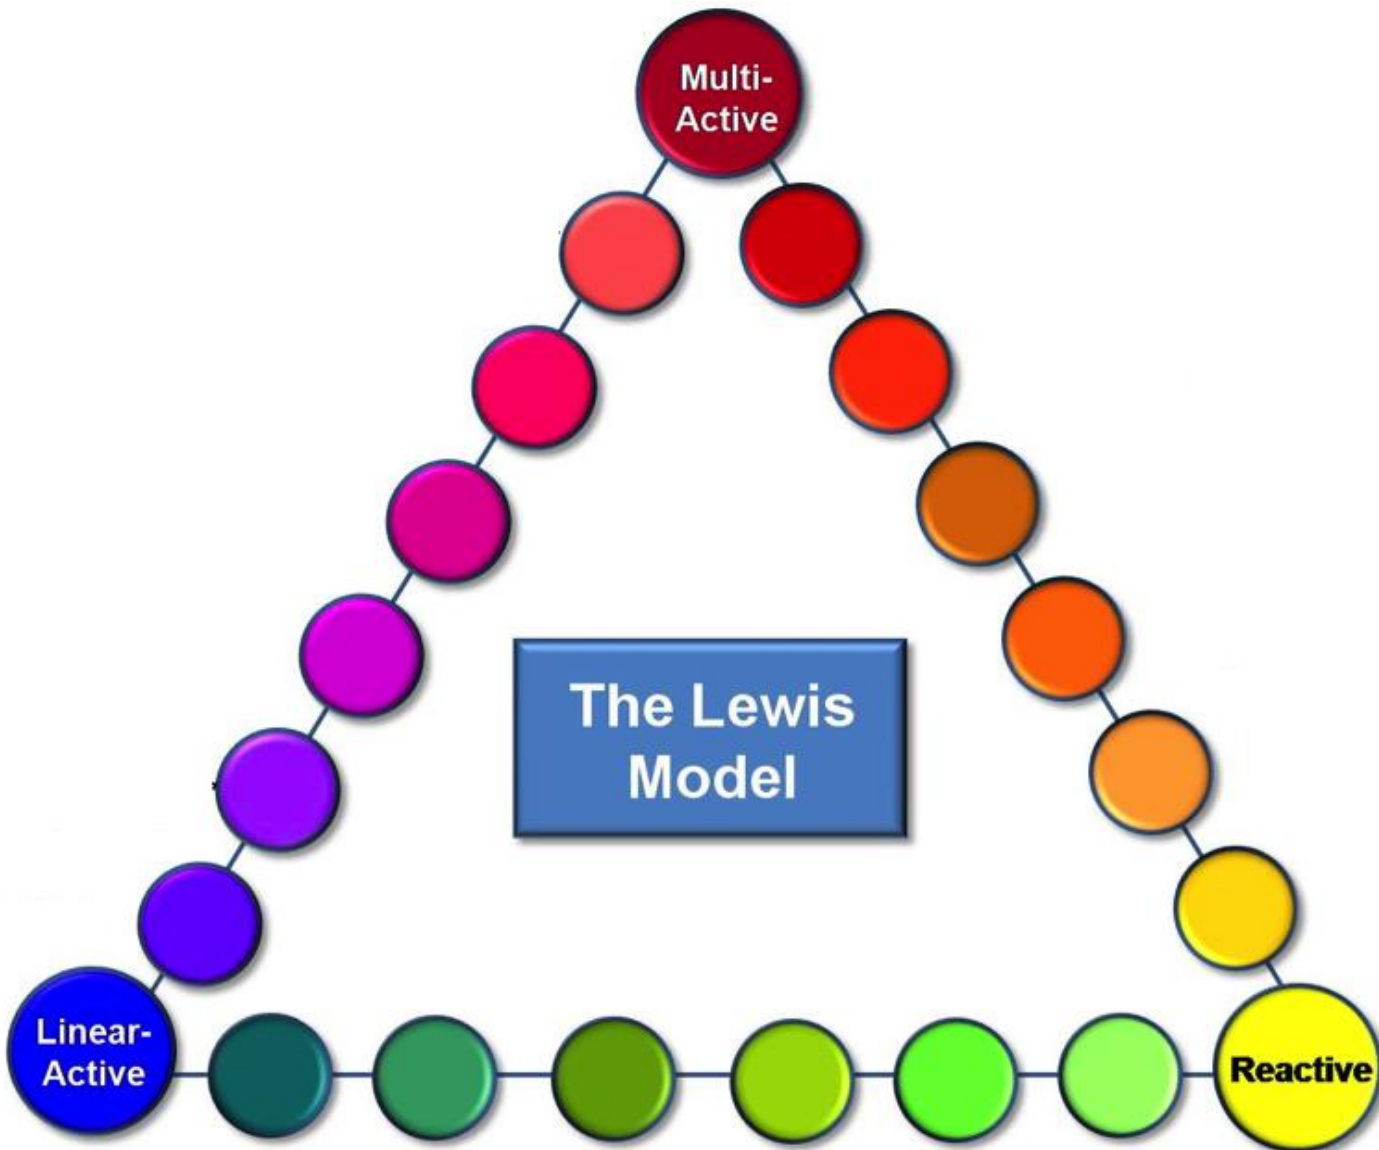 Multi-
Active
The Lewis
Model
Linear-
Active
Reactive